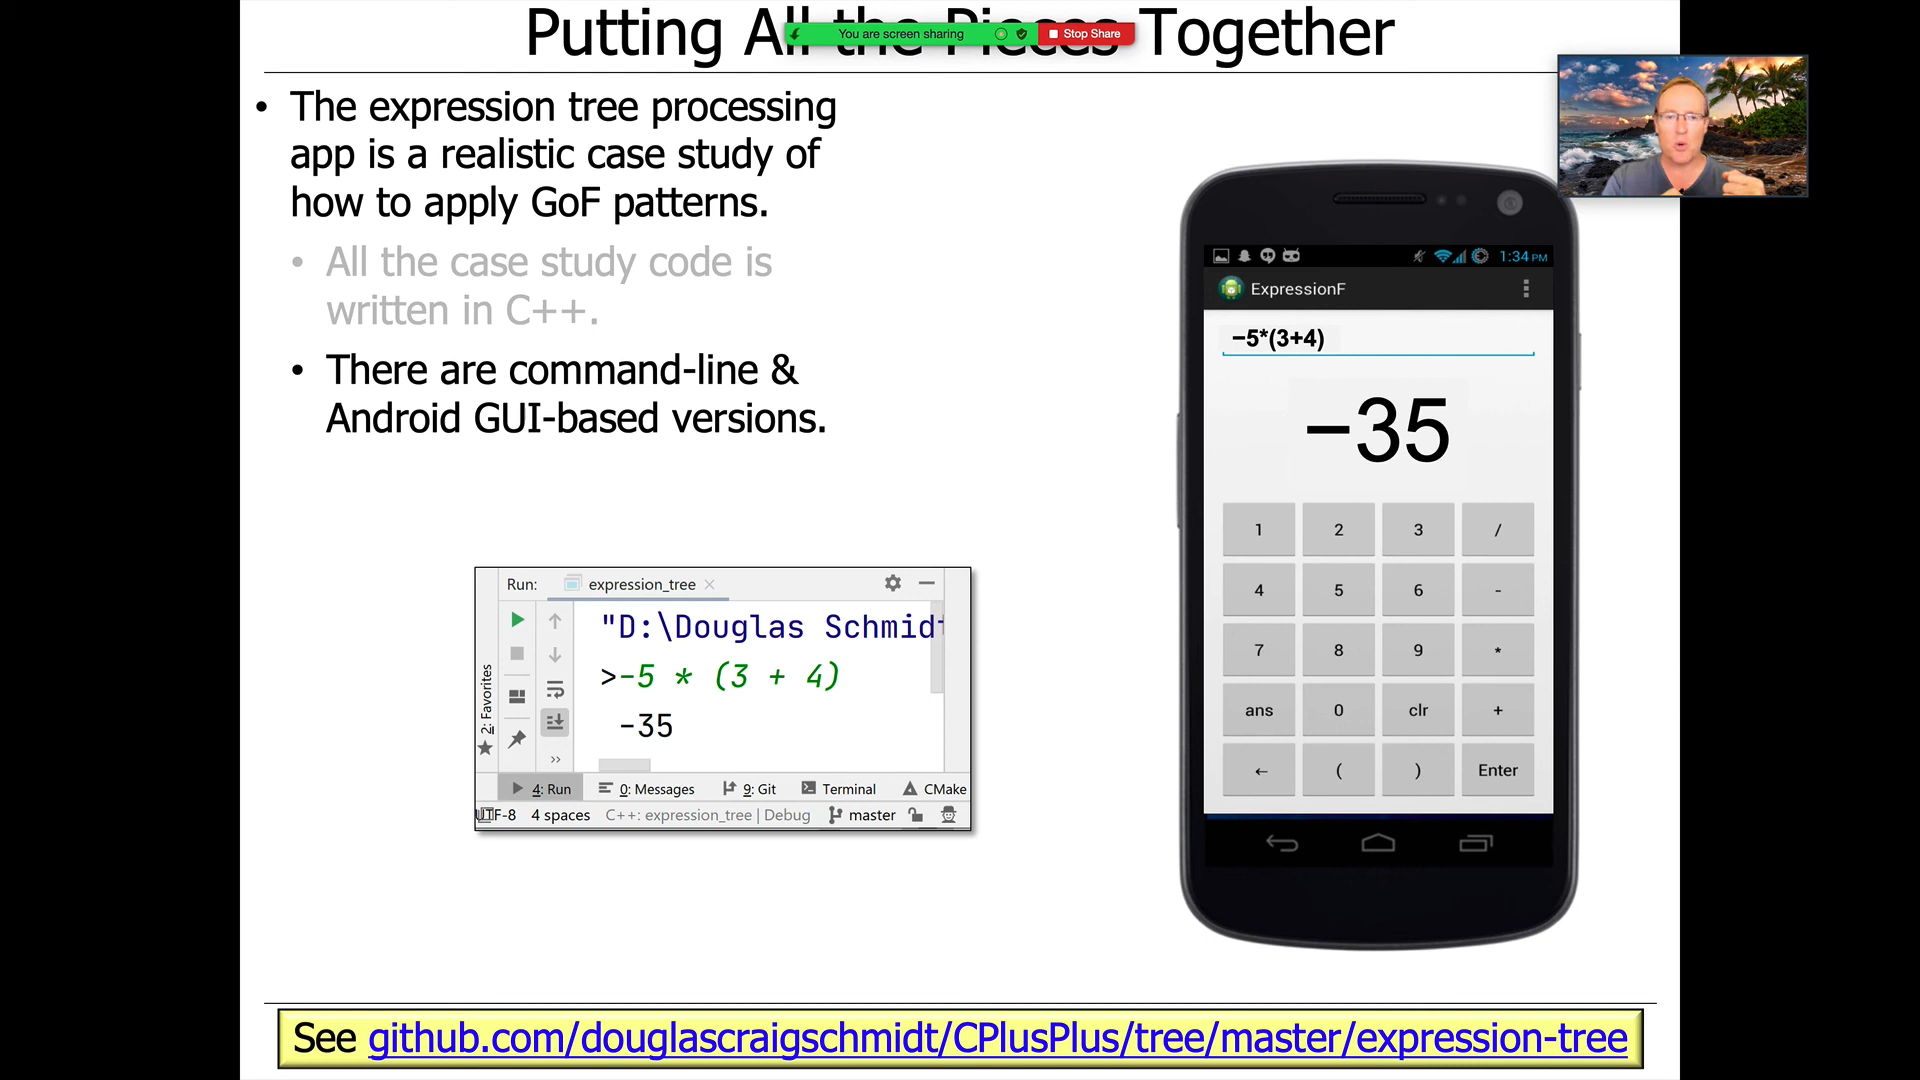 Putting All the Pieces Together
You are screen sharing
Stop Share
• The expression tree processing
app is a realistic case study of
how to apply GoF patterns.
• All the case study code is
written in C++.
• There are command-line &
Android GUI-based versions.
1:34 PM
ExpressionF
−5*(3+4)
−35
1 2 3 /
4 5 6 -
7 8 9 *
ans 0 clr +
← ( ) Enter
Run: expression_tree
"D:\Douglas Schmidt
>-5 * (3 + 4)
-35
2: Favorites
4: Run 0: Messages 9: Git Terminal CMake
UTF-8 4 spaces C++: expression_tree | Debug master
See github.com/douglascraigschmidt/CPlusPlus/tree/master/expression-tree